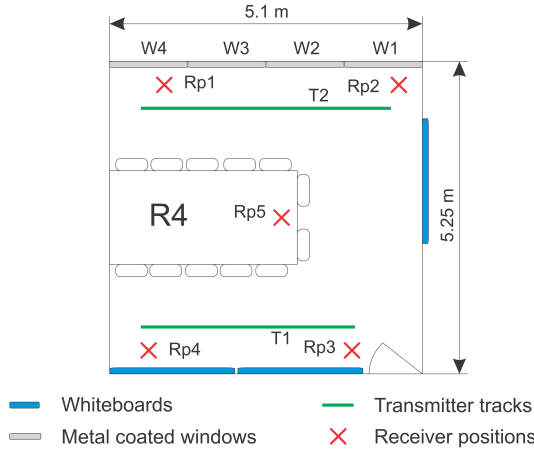 5.1 m
W4 W3 W2 W1
Rp1 Rp2
T2
R4 Rp5
5.25 m
T1
Rp4 Rp3
Whiteboards Transmitter tracks
Metal coated windows Receiver positions